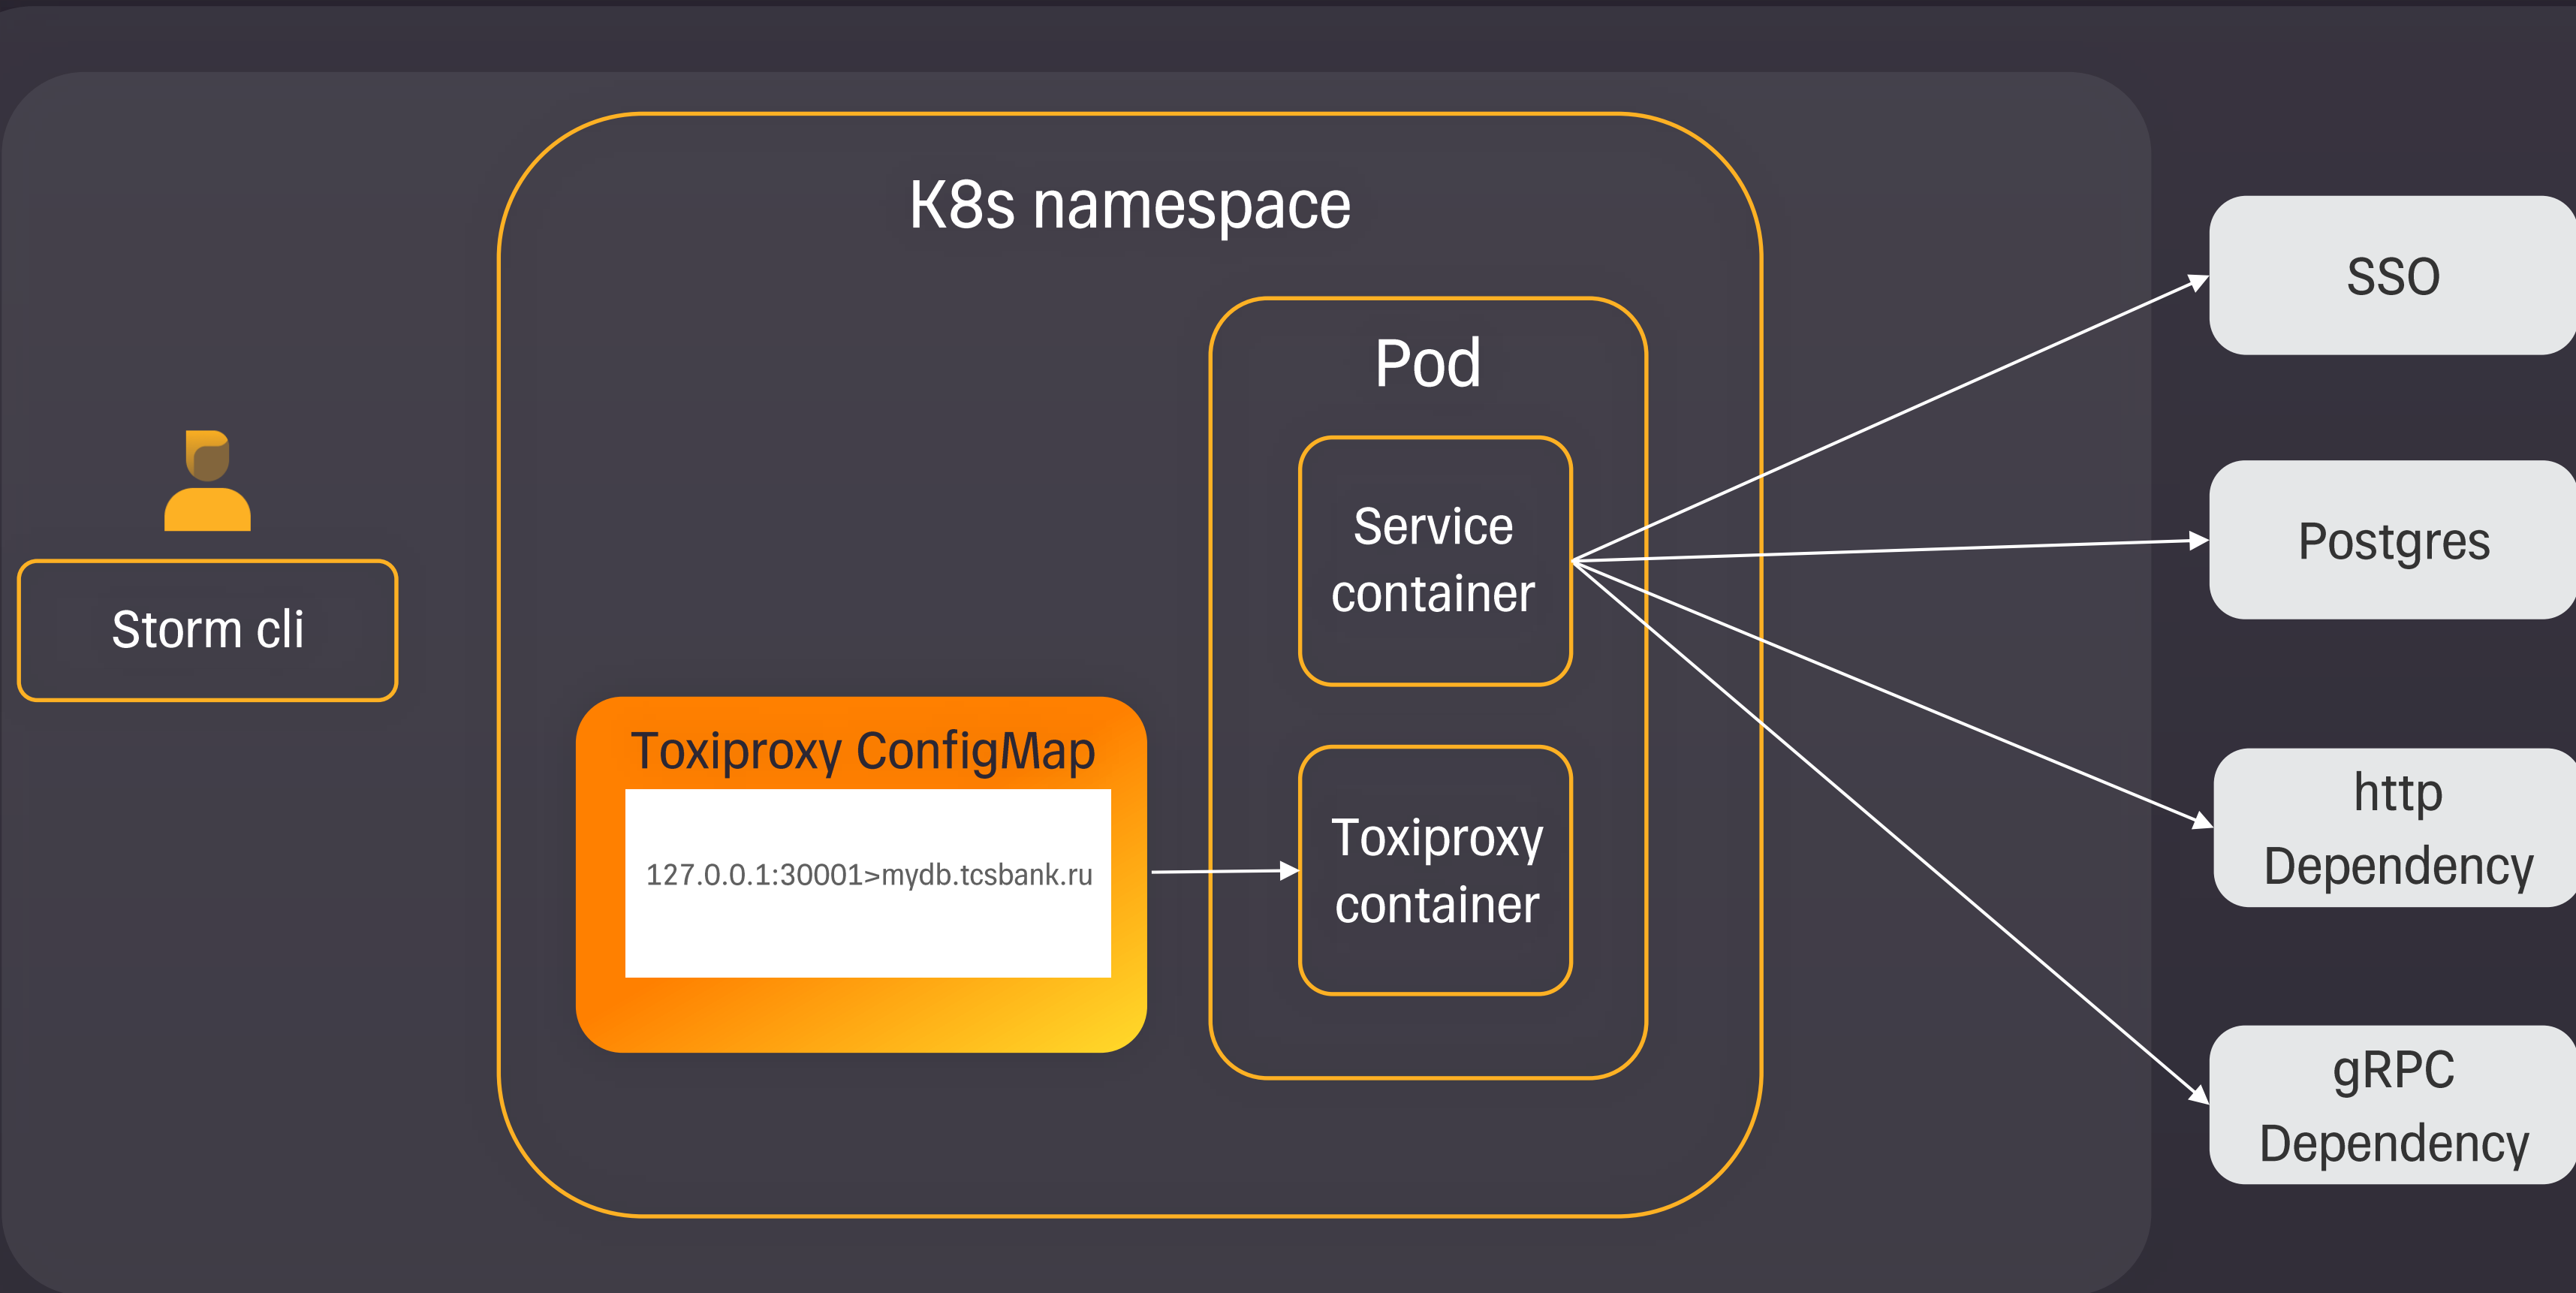 K8s namespace
Pod
Service
container
Storm cli
Toxiproxy ConfigMap
127.0.0.1:30001>mydb.tcsbank.ru
Toxiproxy
container
SSO
Postgres
http
Dependency
gRPC
Dependency